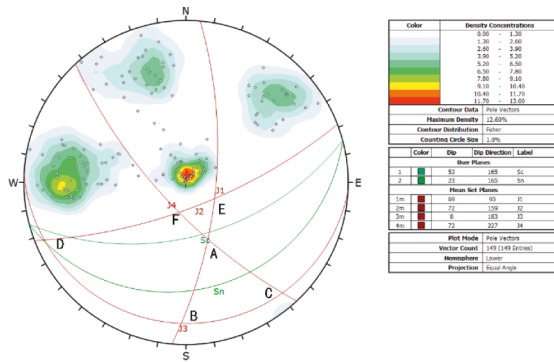 N
W
E
S
J1
J2
J4
E
F
Sc
A
D
Sn
C
B
J3
Color Density Concentrations
0.00 - 1.30
1.30 - 2.60
2.60 - 3.90
3.90 - 5.20
5.20 - 6.50
6.50 - 7.80
7.80 - 9.10
9.10 - 10.40
10.40 - 11.70
11.70 - 13.00
Contour Data Pole Vectors
Maximum Density 12.60%
Contour Distribution Fisher
Counting Circle Size 1.0%
Color Dip Dip Direction Label
User Planes
1 53 165 Sc
2 23 165 Sn
Mean Set Planes
1m 69 95 J1
2m 72 159 J2
3m 8 183 J3
4m 72 227 J4
Plot Mode Pole Vectors
Vector Count 149 (149 Entries)
Hemisphere Lower
Projection Equal Angle